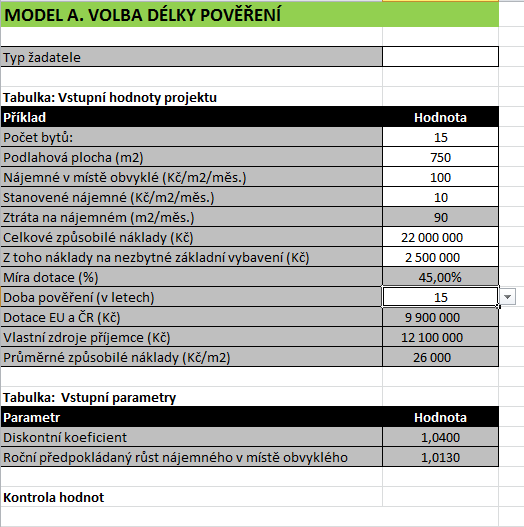 MODEL A. VOLBA DÉLKY POVĚŘENÍ
Typ žadatele
Tabulka: Vstupní hodnoty projektu
Příklad Hodnota
Počet bytů: 15
Podlahová plocha (m2) 750
Nájemné v místě obvyklé (Kč/m2/měs.) 100
Stanovené nájemné (Kč/m2/měs.) 10
Ztráta na nájemném (m2/měs.) 90
Celkové způsobilé náklady (Kč) 22 000 000
Z toho náklady na nezbytné základní vybavení (Kč) 2 500 000
Míra dotace (%) 45,00%
Doba pověření (v letech) 15
Dotace EU a ČR (Kč) 9 900 000
Vlastní zdroje příjemce (Kč) 12 100 000
Průměrné způsobilé náklady (Kč/m2) 26 000
Tabulka: Vstupní parametry
Parametr Hodnota
Diskontní koeficient 1,0400
Roční předpokládaný růst nájemného v místě obvyklého 1,0130
Kontrola hodnot